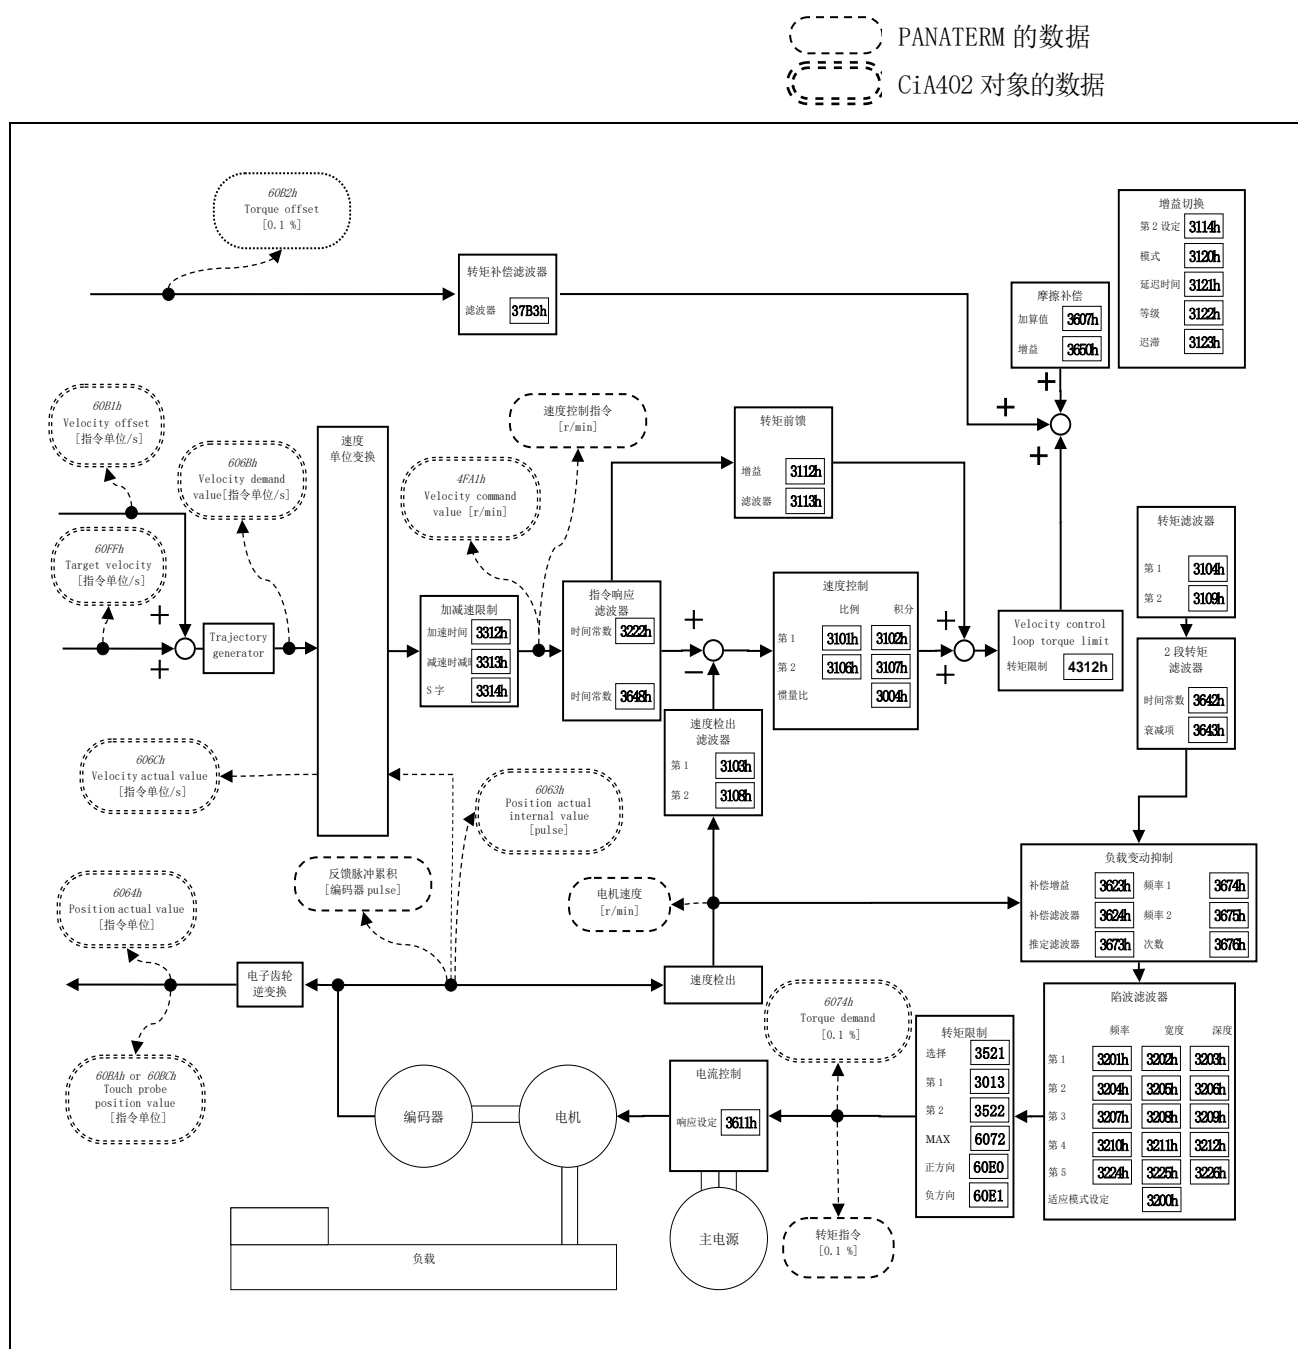 PANATERM 的数据
CiA402 对象的数据
60B2h
Torque offset
[0.1 %]
转矩补偿滤波器
滤波器 37B3h
增益切换
第 2 设定 3114h
模式 3120h
延迟时间 3121h
等级 3122h
迟滞 3123h
摩擦补偿
加算值 3607h
增益 3650h
+
+
+
60B1h
Velocity offset
[指令单位/s]
606Bh
Velocity demand
value[指令单位/s]
60FFh
Target velocity
[指令单位/s]
+
+
Trajectory
generator
速度
单位变换
4FA1h
Velocity command
value [r/min]
速度控制指令
[r/min]
加减速限制
加速时间 3312h
减速时减时 3313h
S 字 3314h
指令响应
滤波器
时间常数 3222h
时间常数 3648h
转矩前馈
增益 3112h
滤波器 3113h
+
−
速度控制
比例 积分
第 1 3101h 3102h
第 2 3106h 3107h
惯量比 3004h
+
+
Velocity control
loop torque limit
转矩限制 4312h
转矩滤波器
第 1 3104h
第 2 3109h
2 段转矩
滤波器
时间常数 3642h
衰减项 3643h
速度检出
滤波器
第 1 3103h
第 2 3108h
606Ch
Velocity actual value
[指令单位/s]
6063h
Position actual
internal value
[pulse]
反馈脉冲累积
[编码器 pulse]
电机速度
[r/min]
6064h
Position actual value
[指令单位]
电子齿轮
逆变换
速度检出
负载变动抑制
补偿增益 3623h 频率 1 3674h
补偿滤波器 3624h 频率 2 3675h
推定滤波器 3673h 次数 3676h
陷波滤波器
频率 宽度 深度
第 1 3201h 3202h 3203h
第 2 3204h 3205h 3206h
第 3 3207h 3208h 3209h
第 4 3210h 3211h 3212h
第 5 3224h 3225h 3226h
适应模式设定 3200h
6074h
Torque demand
[0.1 %]
转矩限制
选择 3521
第 1 3013
第 2 3522
MAX 6072
正方向 60E0
负方向 60E1
60BAh or 60BCh
Touch probe
position value
[指令单位]
编码器
电机
电流控制
响应设定 3611h
主电源
转矩指令
[0.1 %]
负载